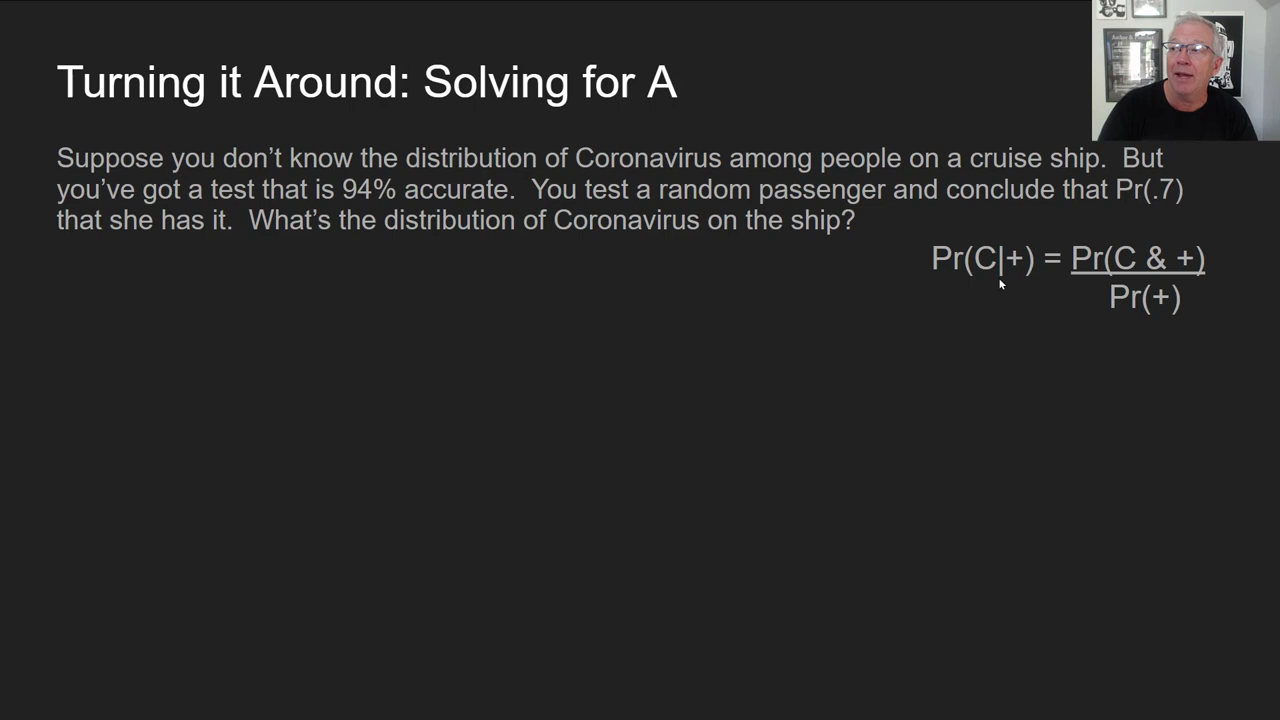 Turning it Around: Solving for A
Suppose you don’t know the distribution of Coronavirus among people on a cruise ship. But
you’ve got a test that is 94% accurate. You test a random passenger and conclude that Pr(.7)
that she has it. What’s the distribution of Coronavirus on the ship?
Pr(C|+) = Pr(C & +)
Pr(+)